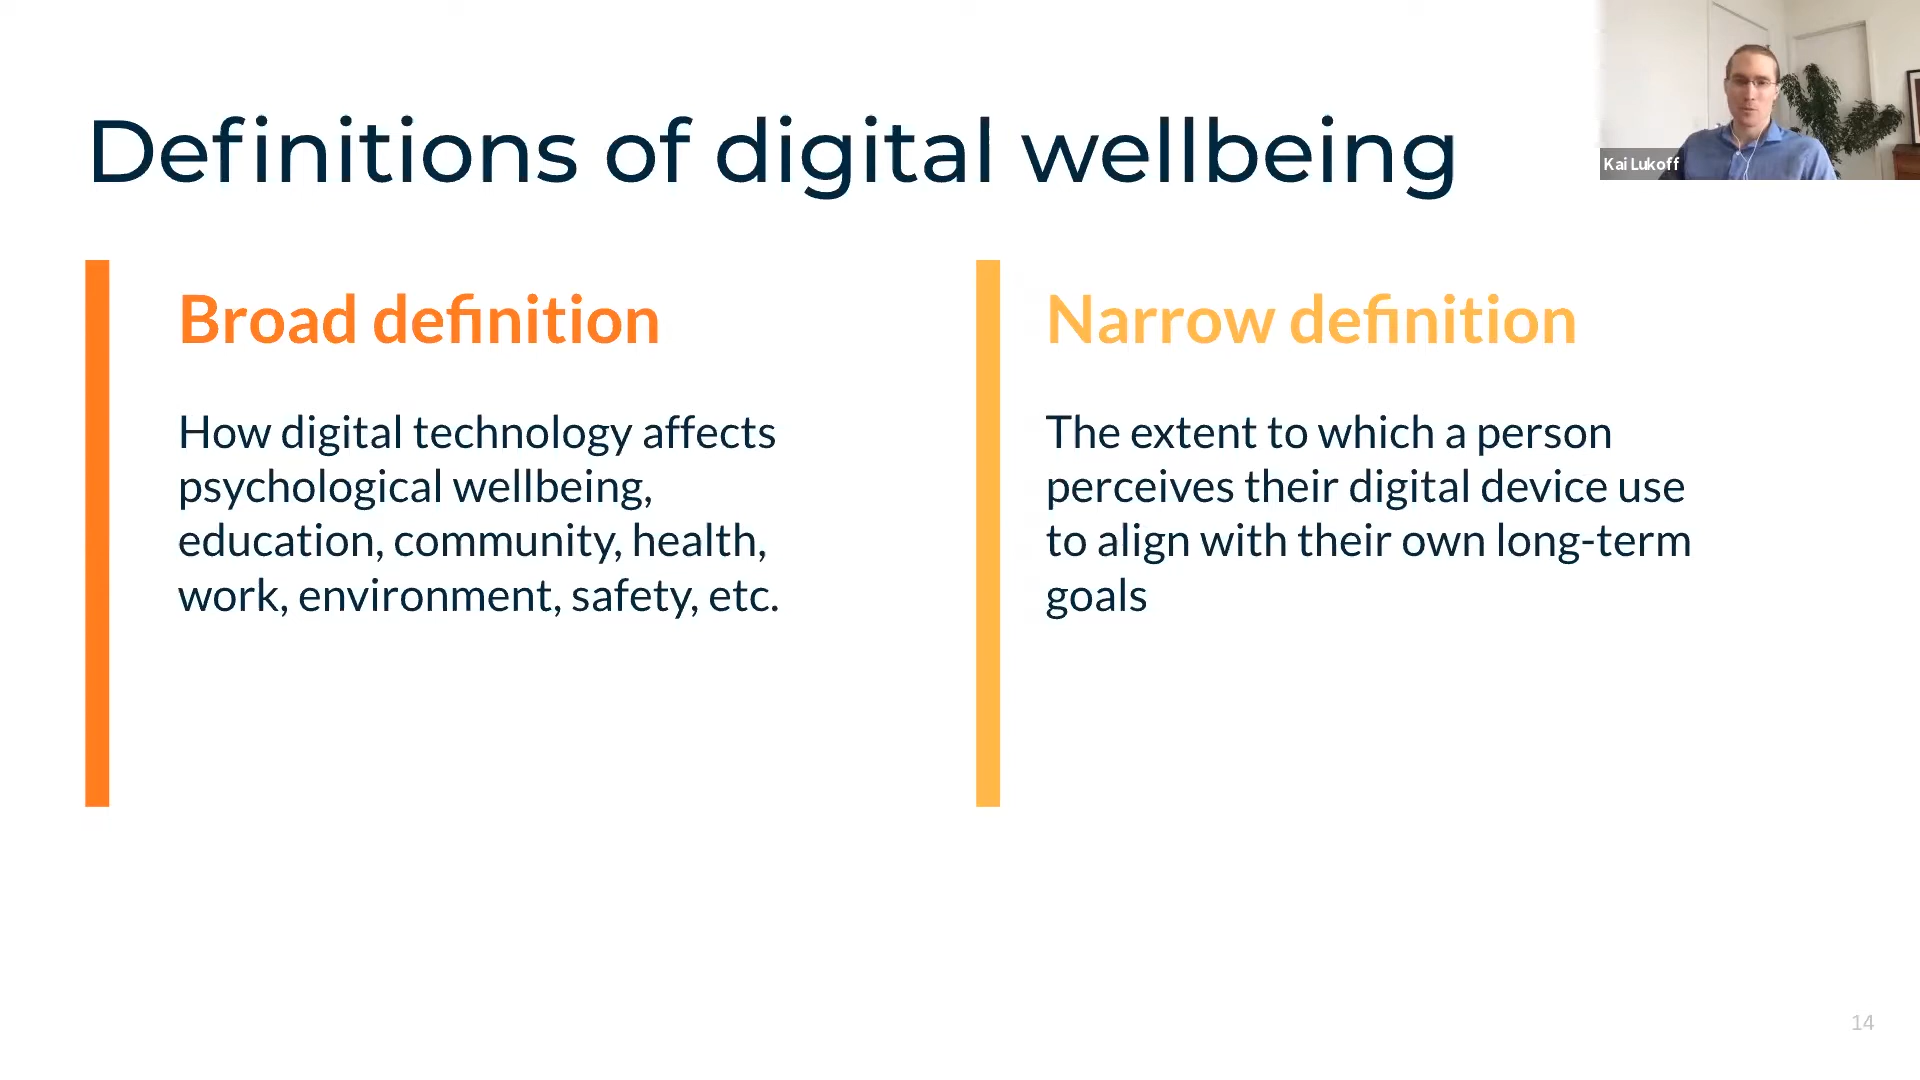 Definitions of digital wellbeing
Kai Lukoff
Broad definition
How digital technology affects
psychological wellbeing,
education, community, health,
work, environment, safety, etc.
Narrow definition
The extent to which a person
perceives their digital device use
to align with their own long-term
goals
14